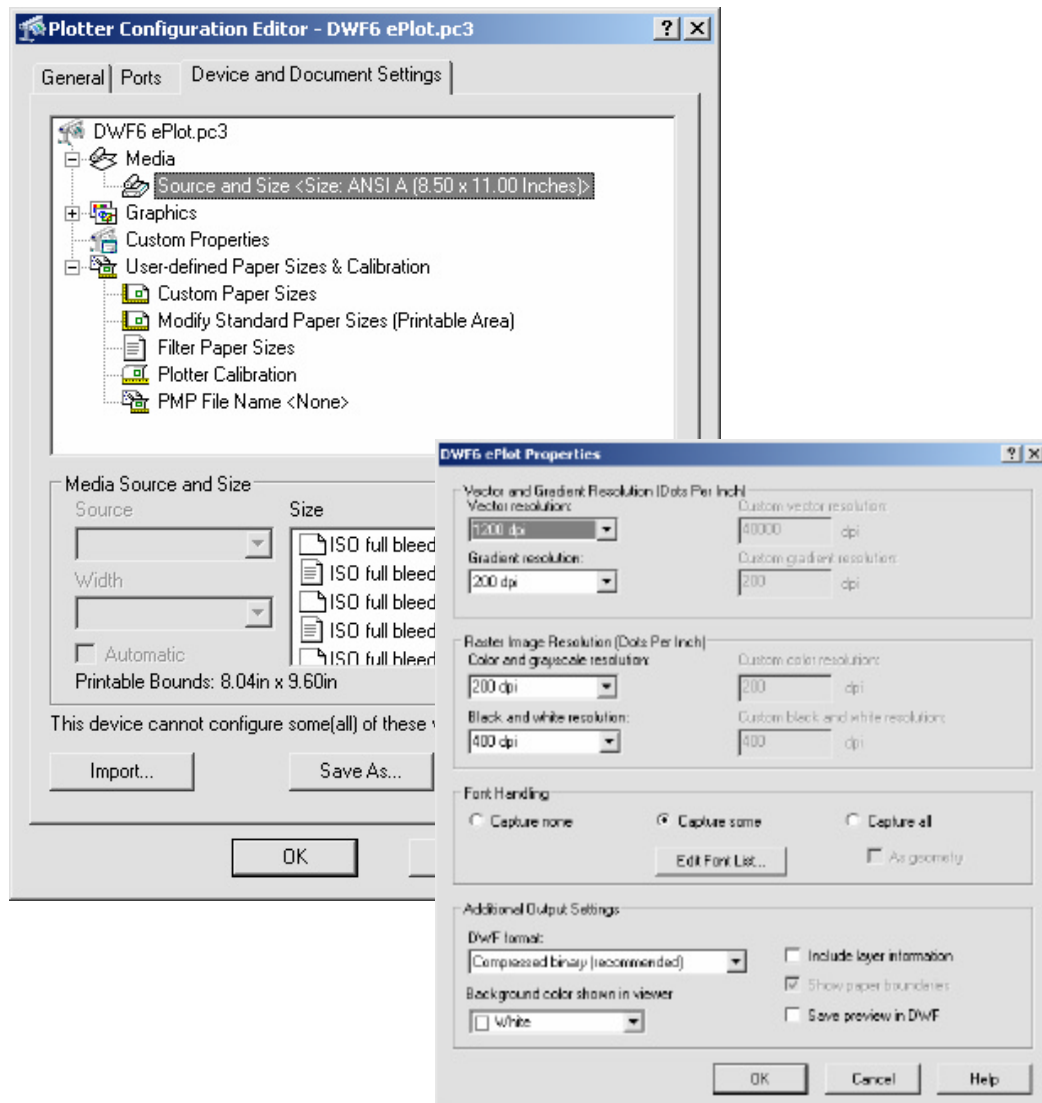 Plotter Configuration Editor - DWF6 ePlot.pc3
General
Ports
Device and Document Settings
DWF6 ePlot.pc3
Media
Source and Size <Size: ANSI A (8.50 x 11.00 Inches)>
Graphics
Custom Properties
User-defined Paper Sizes & Calibration
Custom Paper Sizes
Modify Standard Paper Sizes (Printable Area)
Filter Paper Sizes
Plotter Calibration
PMP File Name <None>
Media Source and Size
Source
Size
Width
ISO full bleed
ISO full bleed
ISO full bleed
ISO full bleed
ISO full bleed
Automatic
Printable Bounds: 8.04in x 9.60in
This device cannot configure some(all) of these
Import...
Save As...
OK
DWF6 ePlot Properties
Vector and Gradient Resolution (Dots Per Inch)
Vector resolution:
Custom vector resolution:
1200 dpi
40000 dpi
Gradient resolution:
Custom gradient resolution:
200 dpi
200 dpi
Raster Image Resolution (Dots Per Inch)
Color and grayscale resolution:
Custom color resolution:
200 dpi
200 dpi
Black and white resolution:
Custom black and white resolution:
400 dpi
400 dpi
Font Handling
Capture none
Capture some
Capture all
Edit Font List...
As geometry
Additional Output Settings
DWF format:
Compressed binary (recommended)
Include layer information
Show paper boundaries
Background color shown in viewer
White
Save preview in DWF
OK
Cancel
Help